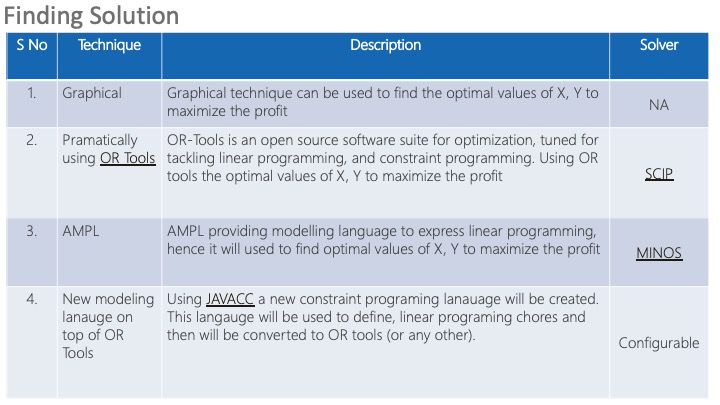 Finding Solution
S No Technique Description Solver
1. Graphical Graphical technique can be used to find the optimal values of X, Y to
maximize the profit
NA
2. Pramatically
using OR Tools
OR-Tools is an open source software suite for optimization, tuned for
tackling linear programming, and constraint programming. Using OR
tools the optimal values of X, Y to maximize the profit
SCIP
3. AMPL AMPL providing modelling language to express linear programming,
hence it will used to find optimal values of X, Y to maximize the profit
MINOS
4. New modeling
lanauge on
top of OR
Tools
Using JAVACC a new constraint programing lanauage will be created.
This langauge will be used to define, linear programing chores and
then will be converted to OR tools (or any other).
Configurable